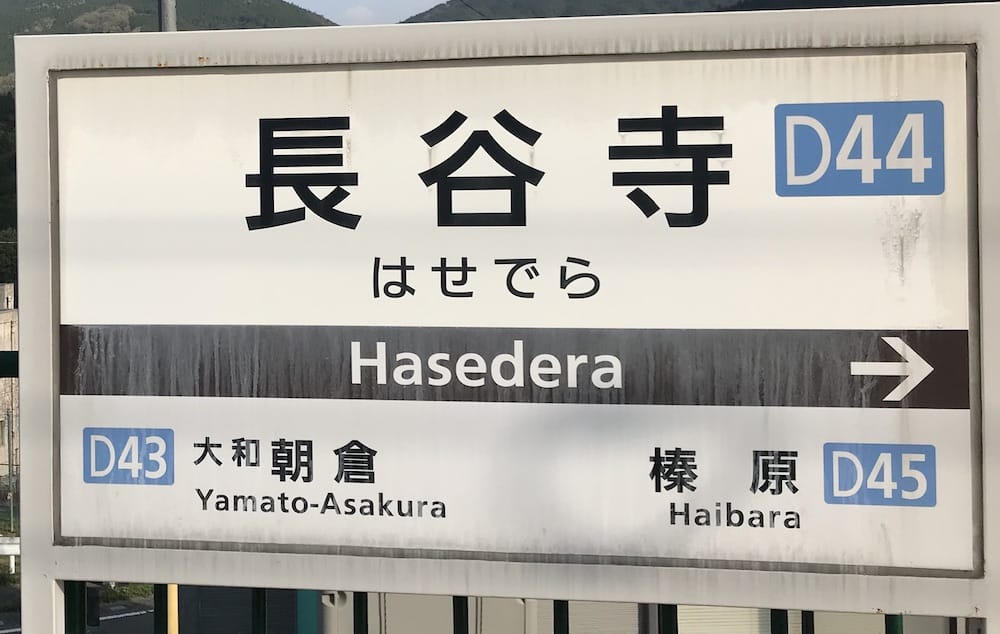 長谷寺 D44
はせでら
Hasedera →
D43 大和朝倉 榛原 D45
Yamato-Asakura Haibara